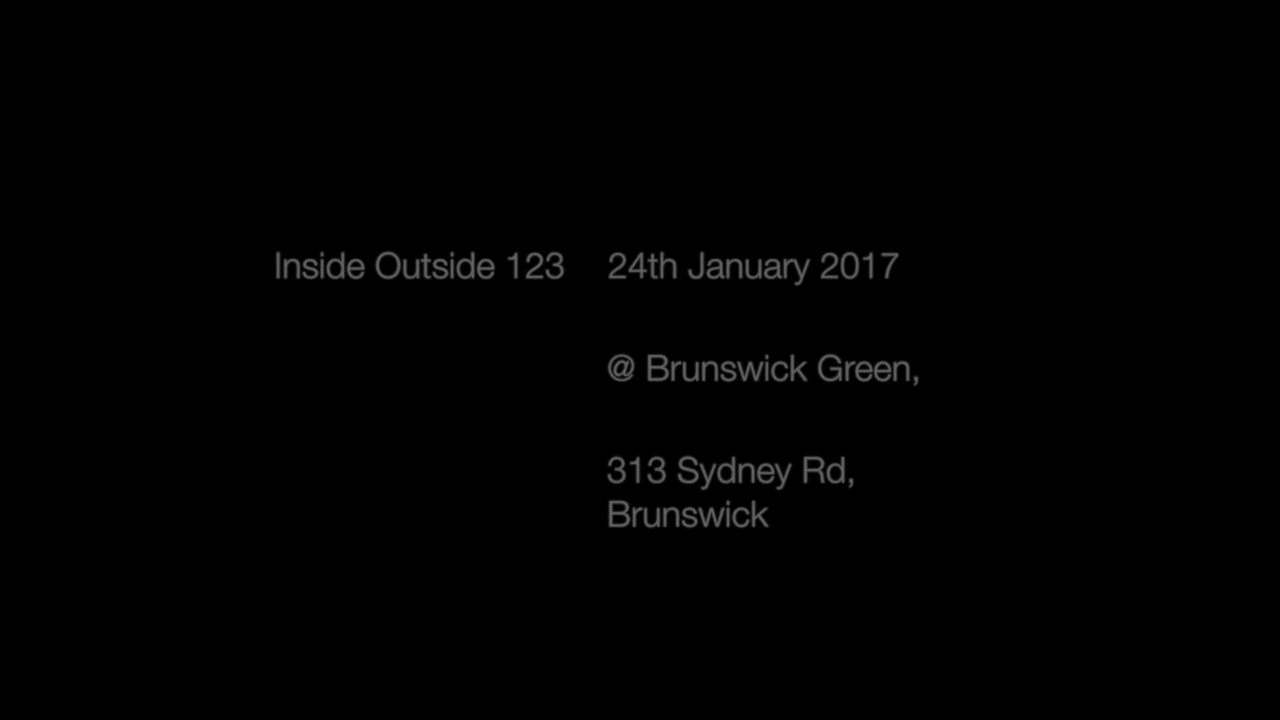 Inside Outside 123 24th January 2017
@ Brunswick Green,
313 Sydney Rd,
Brunswick